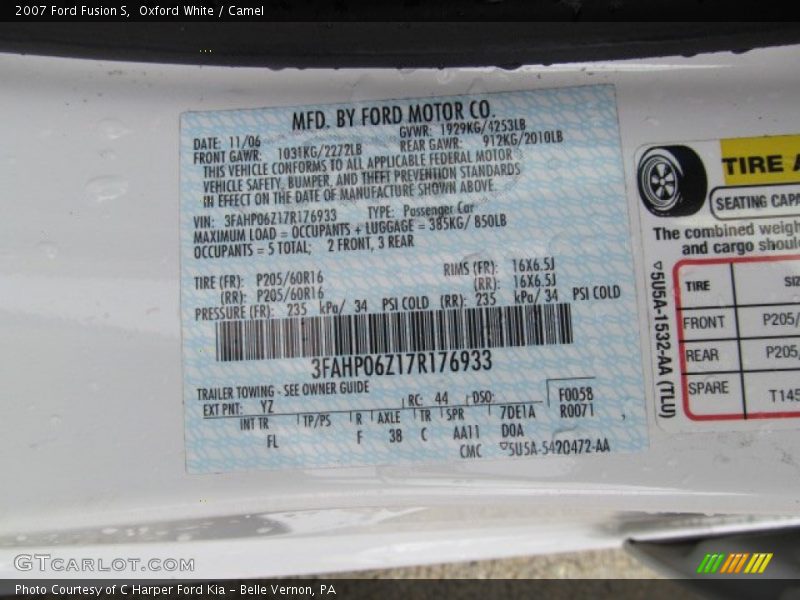 2007 Ford Fusion S,  Oxford White / Camel
MFD. BY FORD MOTOR CO.
DATE: 11/06 GVWR: 1929KG/4253LB
FRONT GAWR: 1031KG/2272LB REAR GAWR: 912KG/2010LB
THIS VEHICLE CONFORMS TO ALL APPLICABLE FEDERAL MOTOR
VEHICLE SAFETY, BUMPER, AND THEFT PREVENTION STANDARDS
IN EFFECT ON THE DATE OF MANUFACTURE SHOWN ABOVE.
VIN: 3FAHP06Z17R176933 TYPE: Passenger Car
MAXIMUM LOAD = OCCUPANTS + LUGGAGE = 385KG/ 850LB
OCCUPANTS = 5 TOTAL; 2 FRONT, 3 REAR
TIRE (FR): P205/60R16 RIMS (FR): 16X6.5J
(RR): P205/60R16 (RR): 16X6.5J
PRESSURE (FR): 235 kPa/ 34 PSI COLD (RR): 235 kPa/ 34 PSI COLD
3FAHP06Z17R176933
TRAILER TOWING - SEE OWNER GUIDE
EXT PNT: YZ RC: 44 DSO: F0058
INT TR TP/PS R AXLE TR SPR 7DE1A R0071
FL F 38 C AA11 D0A
CMC 5U5A-5420472-AA
TIRE A
SEATING CAP
The combined weigh
and cargo shoul
5U5A-1532-AA (TLU)
TIRE SIZ
FRONT P205/
REAR P205/
SPARE T145
GTCARLOT.COM
Photo Courtesy of C Harper Ford Kia – Belle Vernon, PA